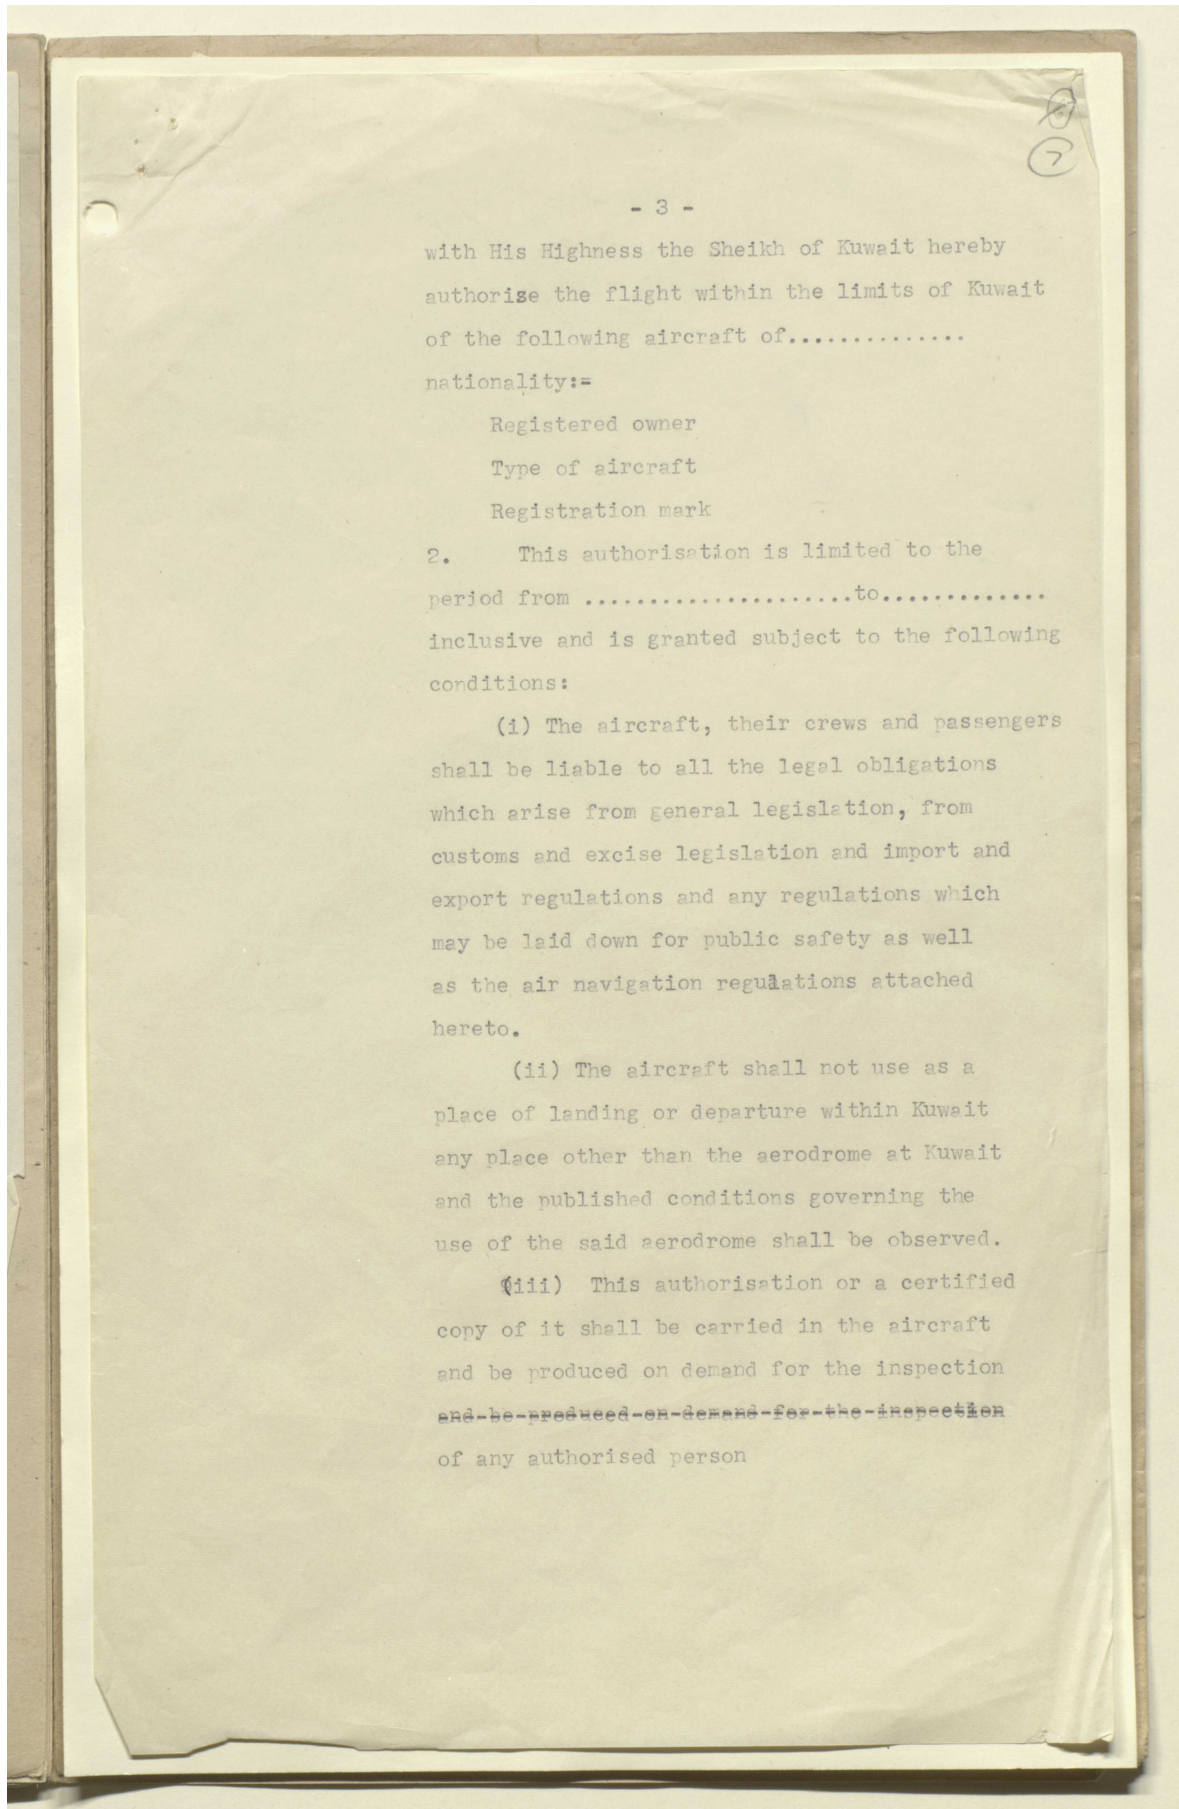 7
- 3 -
with His Highness the Sheikh of Kuwait hereby
authorise the flight within the limits of Kuwait
of the following aircraft of..............
nationality:=
Registered owner
Type of aircraft
Registration mark
2. This authorisation is limited to the
period from .....................to.............
inclusive and is granted subject to the following
conditions:
(i) The aircraft, their crews and passengers
shall be liable to all the legal obligations
which arise from general legislation, from
customs and excise legislation and import and
export regulations and any regulations which
may be laid down for public safety as well
as the air navigation regulations attached
hereto.
(ii) The aircraft shall not use as a
place of landing or departure within Kuwait
any place other than the aerodrome at Kuwait
and the published conditions governing the
use of the said aerodrome shall be observed.
(iii) This authorisation or a certified
copy of it shall be carried in the aircraft
and be produced on demand for the inspection
and be produced on demand for the inspection
of any authorised person